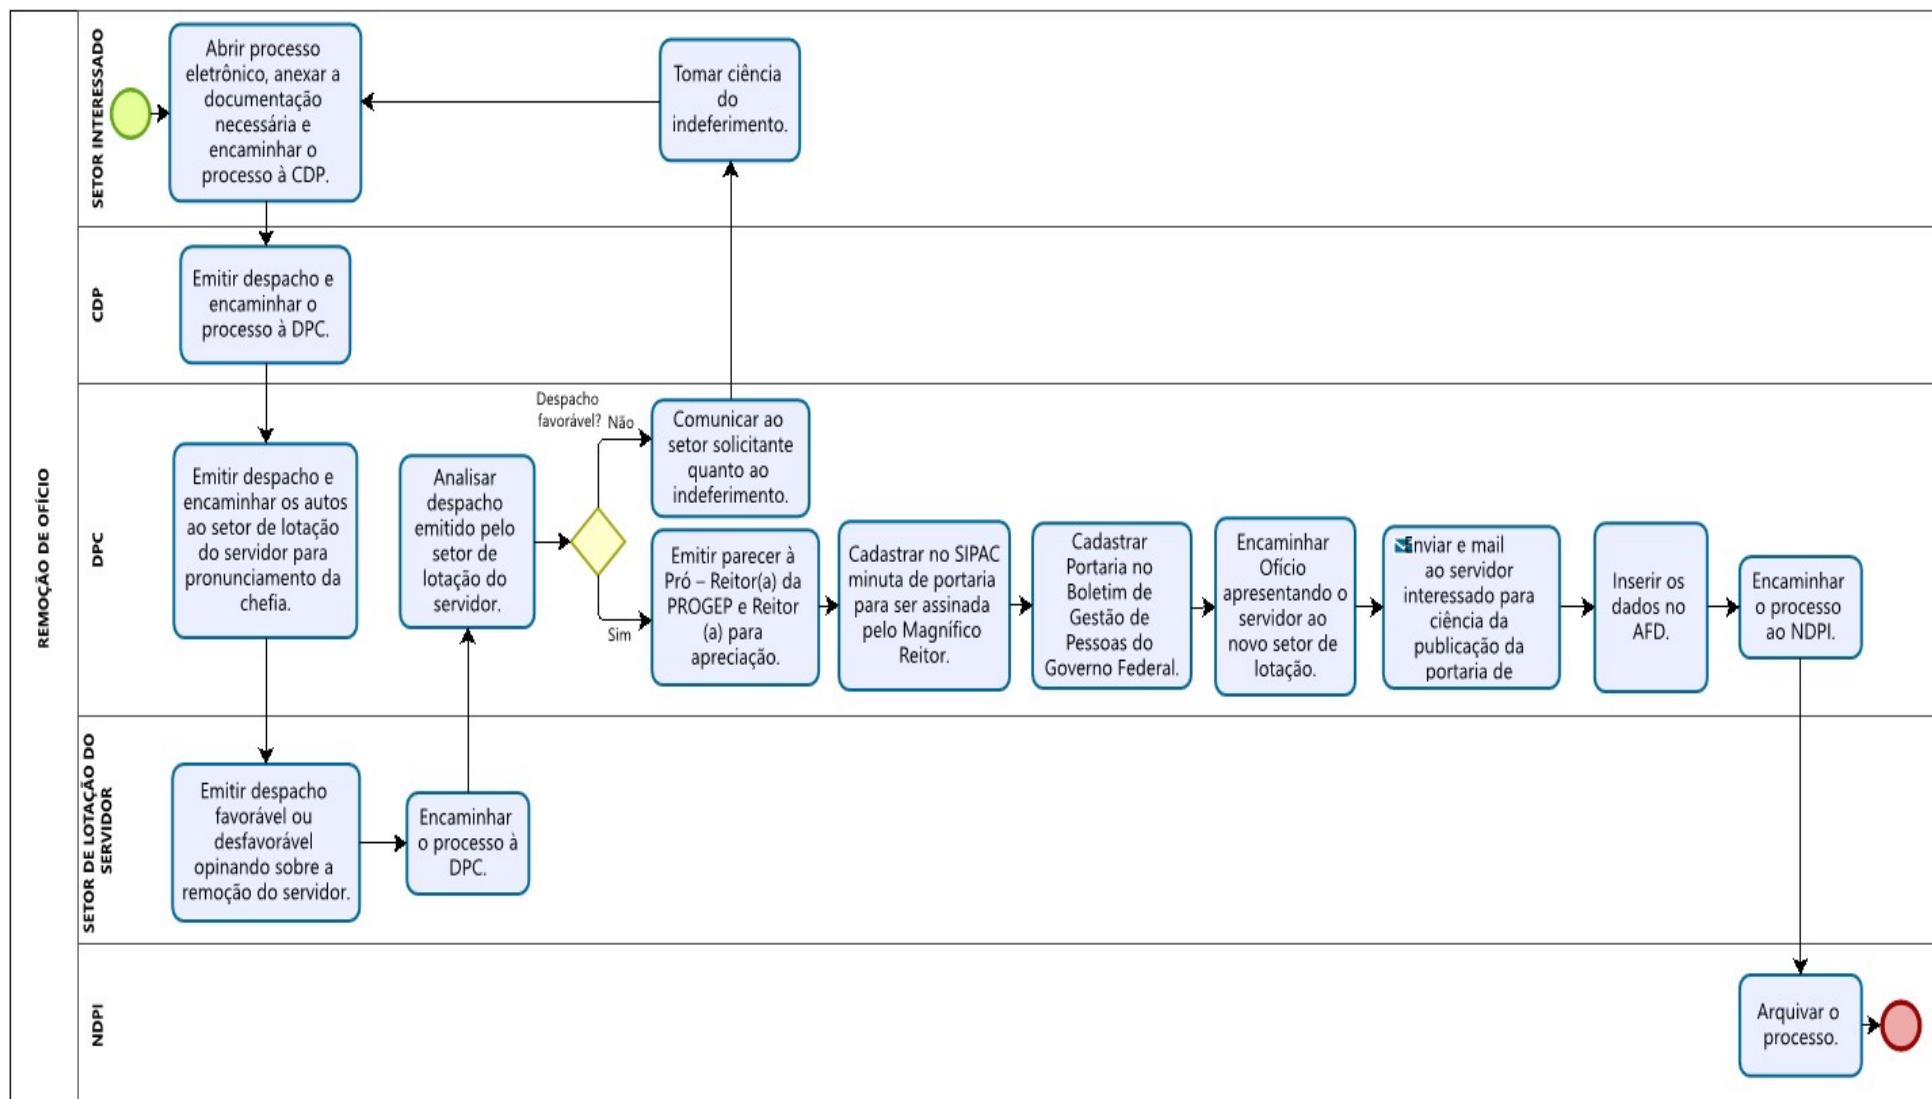 REMOÇÃO DE OFÍCIO
SETOR INTERESSADO
Abrir processo
eletrônico, anexar a
documentação
necessária e
encaminhar o
processo à CDP.
Tomar ciência
do
indeferimento.
CDP
Emitir despacho e
encaminhar o
processo à DPC.
DPC
Emitir despacho e
encaminhar os autos
ao setor de lotação
do servidor para
pronunciamento da
chefia.
Analisar
despacho
emitido pelo
setor de
lotação do
servidor.
Despacho
favorável?
Não
Sim
Comunicar ao
setor solicitante
quanto ao
indeferimento.
Emitir parecer à
Pró – Reitor(a) da
PROGEP e Reitor
(a) para
apreciação.
Cadastrar no SIPAC
minuta de portaria
para ser assinada
pelo Magnífico
Reitor.
Cadastrar
Portaria no
Boletim de
Gestão de
Pessoas do
Governo Federal.
Encaminhar
Ofício
apresentando o
servidor ao
novo setor de
lotação.
Enviar e mail
ao servidor
interessado para
ciência da
publicação da
portaria de
Inserir os
dados no
AFD.
Encaminhar
o processo
ao NDPI.
SETOR DE LOTAÇÃO DO
SERVIDOR
Emitir despacho
favorável ou
desfavorável
opinando sobre a
remoção do servidor.
Encaminhar
o processo à
DPC.
NDPI
Arquivar o
processo.